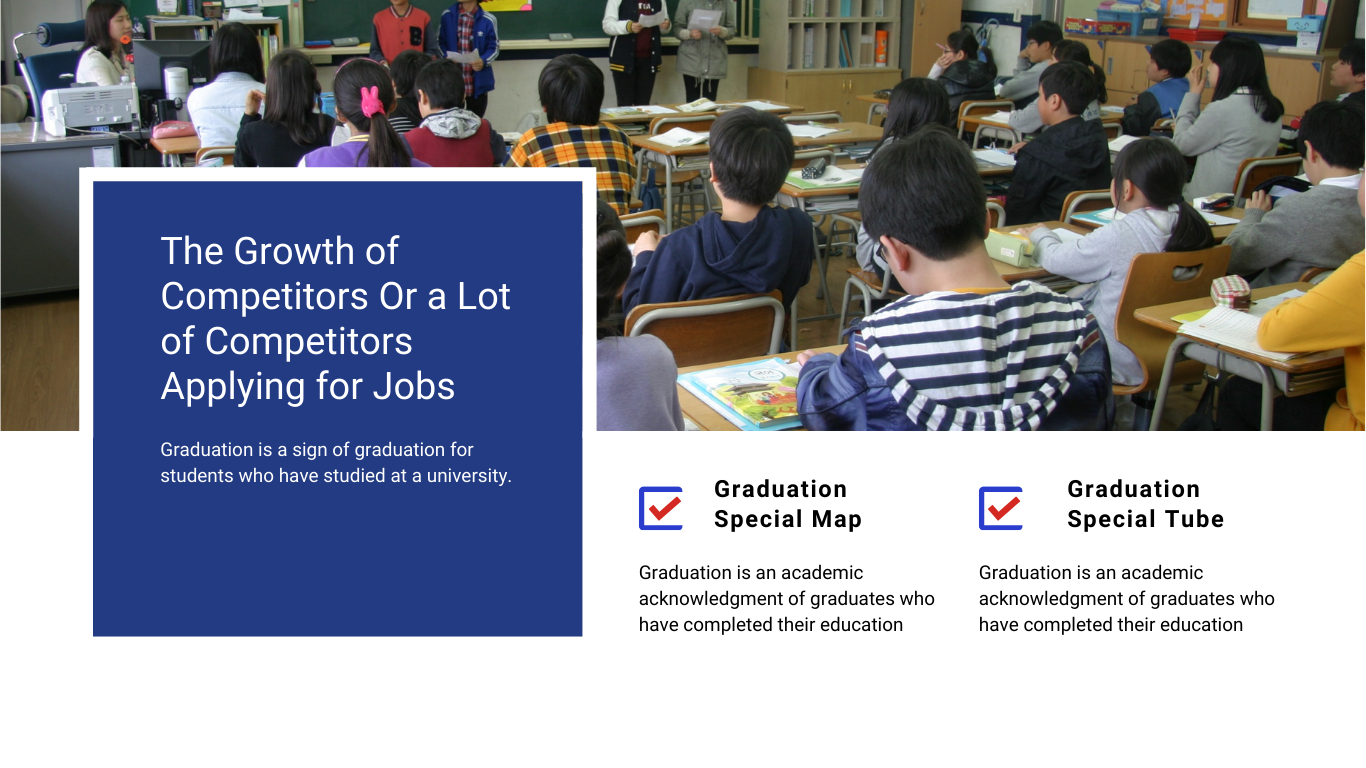 The Growth of
Competitors Or a Lot
of Competitors
Applying for Jobs
Graduation is a sign of graduation for
students who have studied at a university.
Graduation
Special Map
Graduation is an academic
acknowledgment of graduates who
have completed their education
Graduation
Special Tube
Graduation is an academic
acknowledgment of graduates who
have completed their education